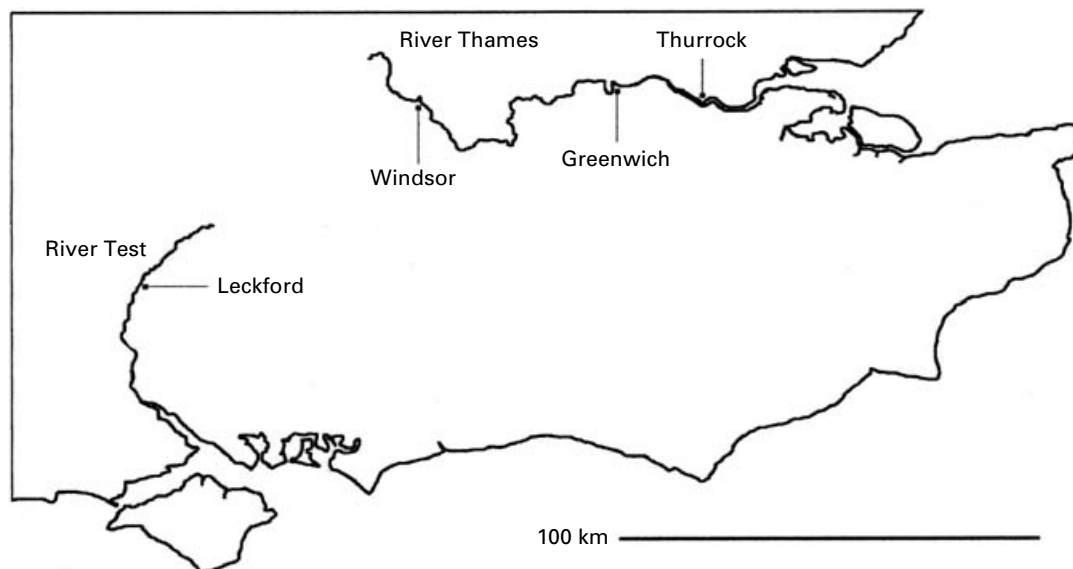 River Thames
Thurrock
Greenwich
Windsor
River Test
Leckford
100 km